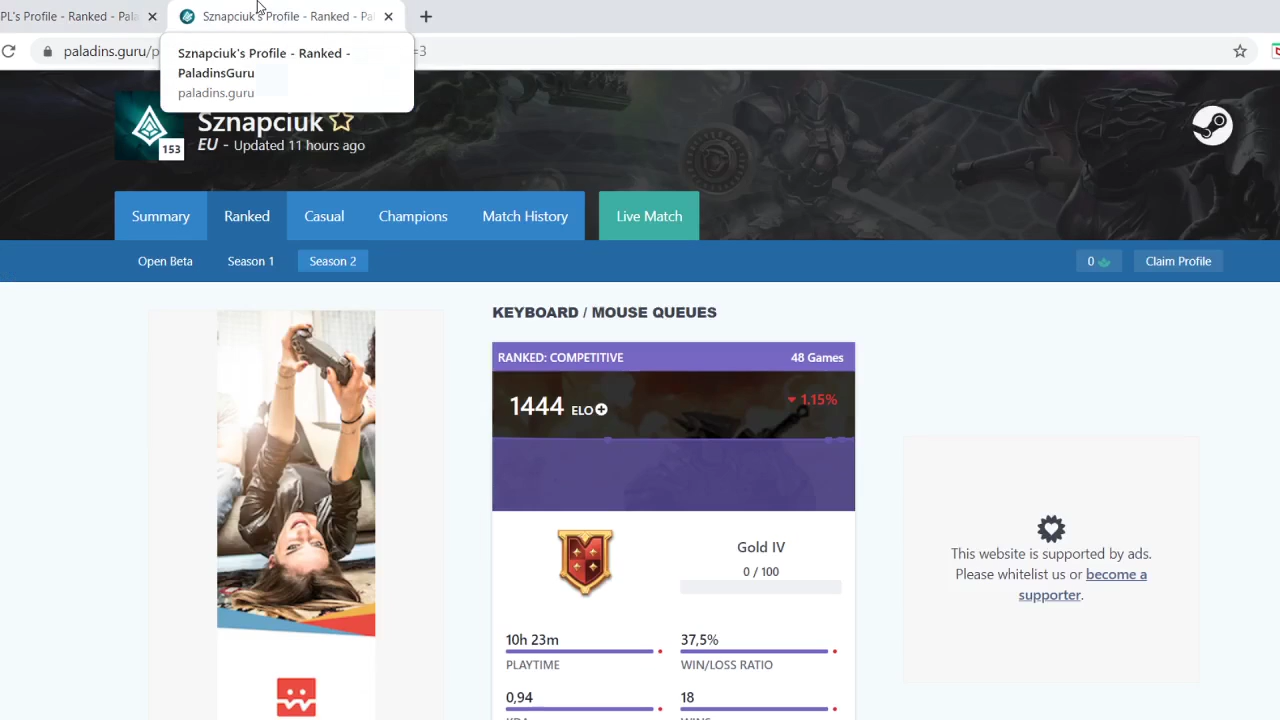 PL's Profile - Ranked - Pala
Sznapciuk's Profile - Ranked - Pal
paladins.guru/p
=3
Sznapciuk's Profile - Ranked -
PaladinsGuru
paladins.guru
Sznapciuk
153
EU - Updated 11 hours ago
Summary
Ranked
Casual
Champions
Match History
Live Match
Open Beta
Season 1
Season 2
0
Claim Profile
KEYBOARD / MOUSE QUEUES
RANKED: COMPETITIVE
48 Games
1444 ELO
1.15%
Gold IV
0 / 100
This website is supported by ads.
Please whitelist us or become a
supporter.
10h 23m
37,5%
PLAYTIME
WIN/LOSS RATIO
0,94
18